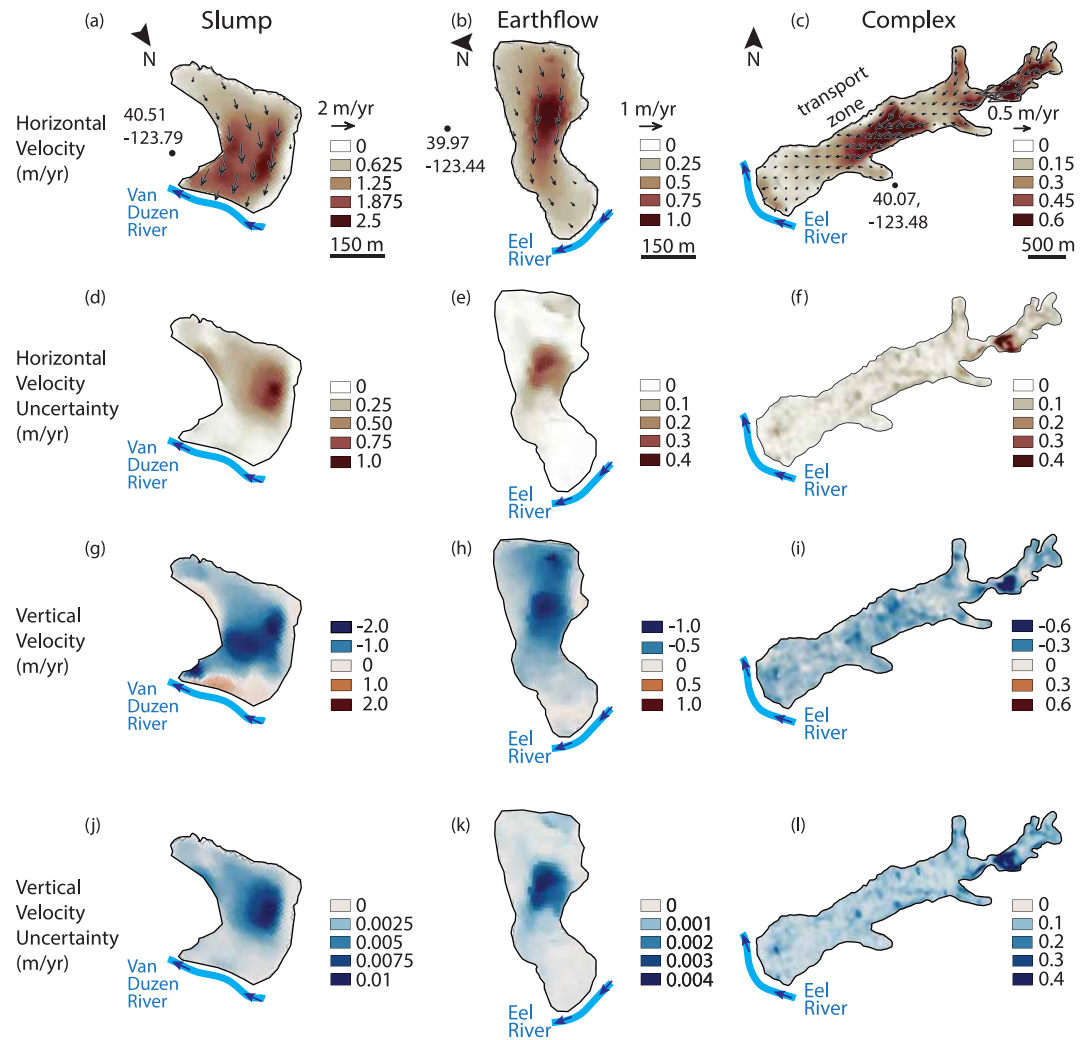 (a) Slump (b) Earthflow (c) Complex
N N N
Horizontal
Velocity
(m/yr)
40.51
-123.79
Van
Duzen
River
2 m/yr
0
0.625
1.25
1.875
2.5
150 m
39.97
-123.44
Eel
River
1 m/yr
0
0.25
0.5
0.75
1.0
150 m
transport
zone
40.07,
-123.48
Eel
River
0.5 m/yr
0
0.15
0.3
0.45
0.6
500 m
(d) (e) (f)
Horizontal
Velocity
Uncertainty
(m/yr)
Van
Duzen
River
0
0.25
0.50
0.75
1.0
Eel
River
0
0.1
0.2
0.3
0.4
Eel
River
0
0.1
0.2
0.3
0.4
(g) (h) (i)
Vertical
Velocity
(m/yr)
Van
Duzen
River
-2.0
-1.0
0
1.0
2.0
Eel
River
-1.0
-0.5
0
0.5
1.0
Eel
River
-0.6
-0.3
0
0.3
0.6
(j) (k) (l)
Vertical
Velocity
Uncertainty
(m/yr)
Van
Duzen
River
0
0.0025
0.005
0.0075
0.01
Eel
River
0
0.001
0.002
0.003
0.004
Eel
River
0
0.1
0.2
0.3
0.4